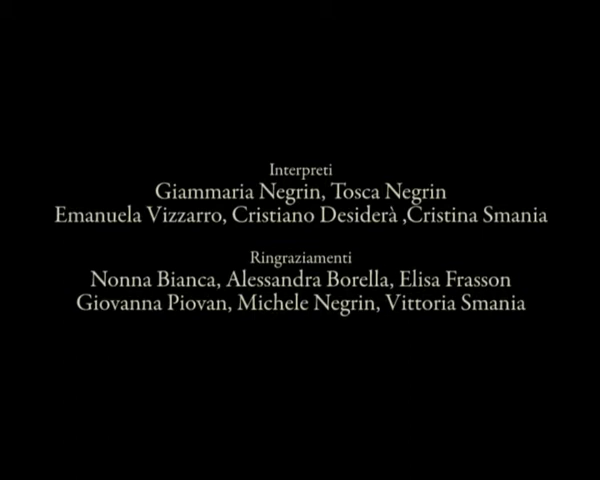 Interpreti
Giammaria Negrin, Tosca Negrin
Emanuela Vizzarro, Cristiano Desiderà ,Cristina Smania
Ringraziamenti
Nonna Bianca, Alessandra Borella, Elisa Frasson
Giovanna Piovan, Michele Negrin, Vittoria Smania